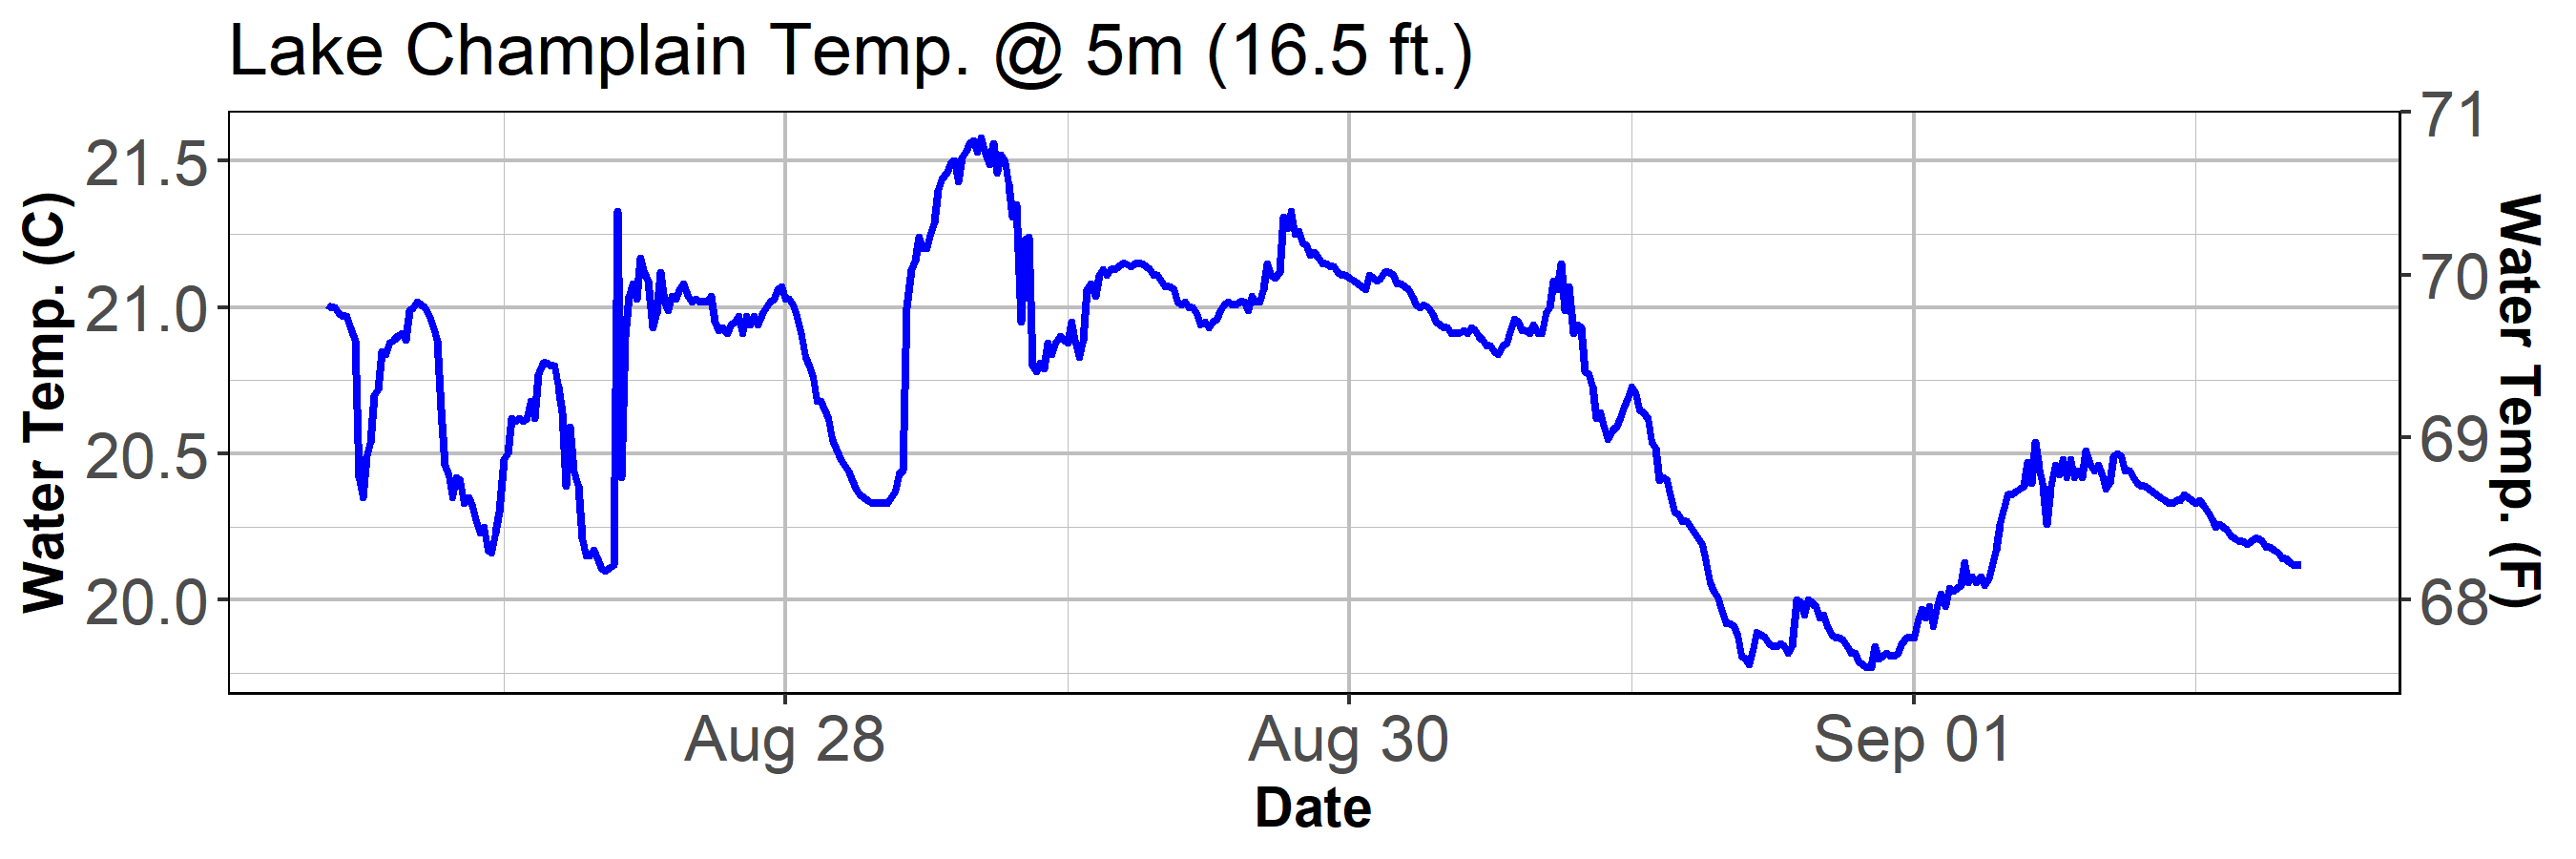 Lake Champlain Temp. @ 5m (16.5 ft.)
Water Temp. (C)
21.5
21.0
20.5
20.0
71
70
69
68
Water Temp. (F)
Aug 28 Aug 30 Sep 01
Date